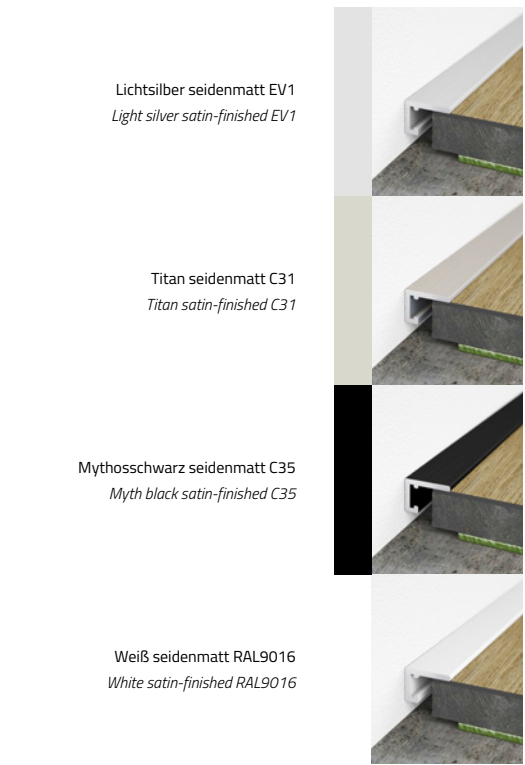 Lichtsilber seidenmatt EV1
Light silver satin-finished EV1
Titan seidenmatt C31
Titan satin-finished C31
Mythosschwarz seidenmatt C35
Myth black satin-finished C35
Weiß seidenmatt RAL9016
White satin-finished RAL9016